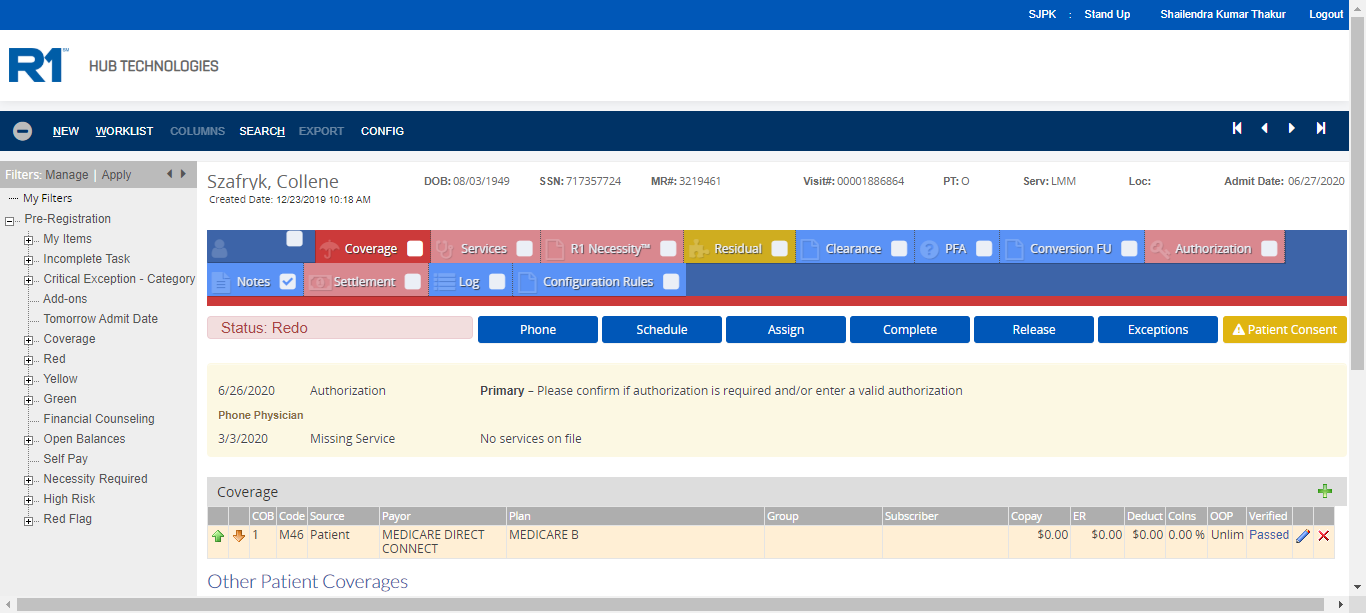 SJPK : Stand Up Shailendra Kumar Thakur Logout
R1 HUB TECHNOLOGIES
NEW WORKLIST COLUMNS SEARCH EXPORT CONFIG
Filters: Manage | Apply
My Filters
Pre-Registration
My Items
Incomplete Task
Critical Exception - Category
Add-ons
Tomorrow Admit Date
Coverage
Red
Yellow
Green
Financial Counseling
Open Balances
Self Pay
Necessity Required
High Risk
Red Flag
Szafryk, Collene DOB: 08/03/1949 SSN: 717357724 MR#: 3219461 Visit#: 00001886864 PT: O Serv: LMM Loc: Admit Date: 06/27/2020
Created Date: 12/23/2019 10:18 AM
Coverage Services R1 Necessity™ Residual Clearance PFA Conversion FU Authorization
Notes Settlement Log Configuration Rules
Status: Redo Phone Schedule Assign Complete Release Exceptions Patient Consent
6/26/2020 Authorization Primary – Please confirm if authorization is required and/or enter a valid authorization
Phone Physician
3/3/2020 Missing Service No services on file
Coverage
COB Code Source Payor Plan Group Subscriber Copay ER Deduct CoIns OOP Verified
1 M46 Patient MEDICARE DIRECT MEDICARE B $0.00 $0.00 $0.00 0.00 % Unlim Passed
CONNECT
Other Patient Coverages